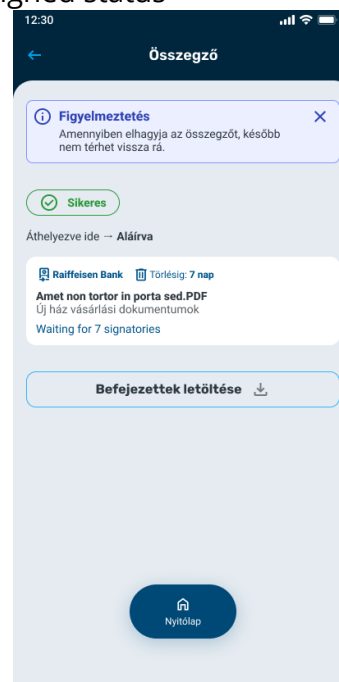 signed status
12:30
Összegző
Figyelmeztetés
Amennyiben elhagyja az összegzőt, később
nem térhet vissza rá.
Sikeres
Áthelyezve ide → Aláírva
Raiffeisen Bank Törlésig: 7 nap
Amet non tortor in porta sed.PDF
Új ház vásárlási dokumentumok
Waiting for 7 signatories
Befejezettek letöltése
Nyitólap